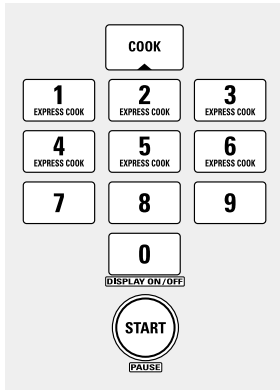 COOK
1 2 3
EXPRESS COOK EXPRESS COOK EXPRESS COOK
4 5 6
EXPRESS COOK EXPRESS COOK EXPRESS COOK
7 8 9
0
DISPLAY ON/OFF
START
PAUSE